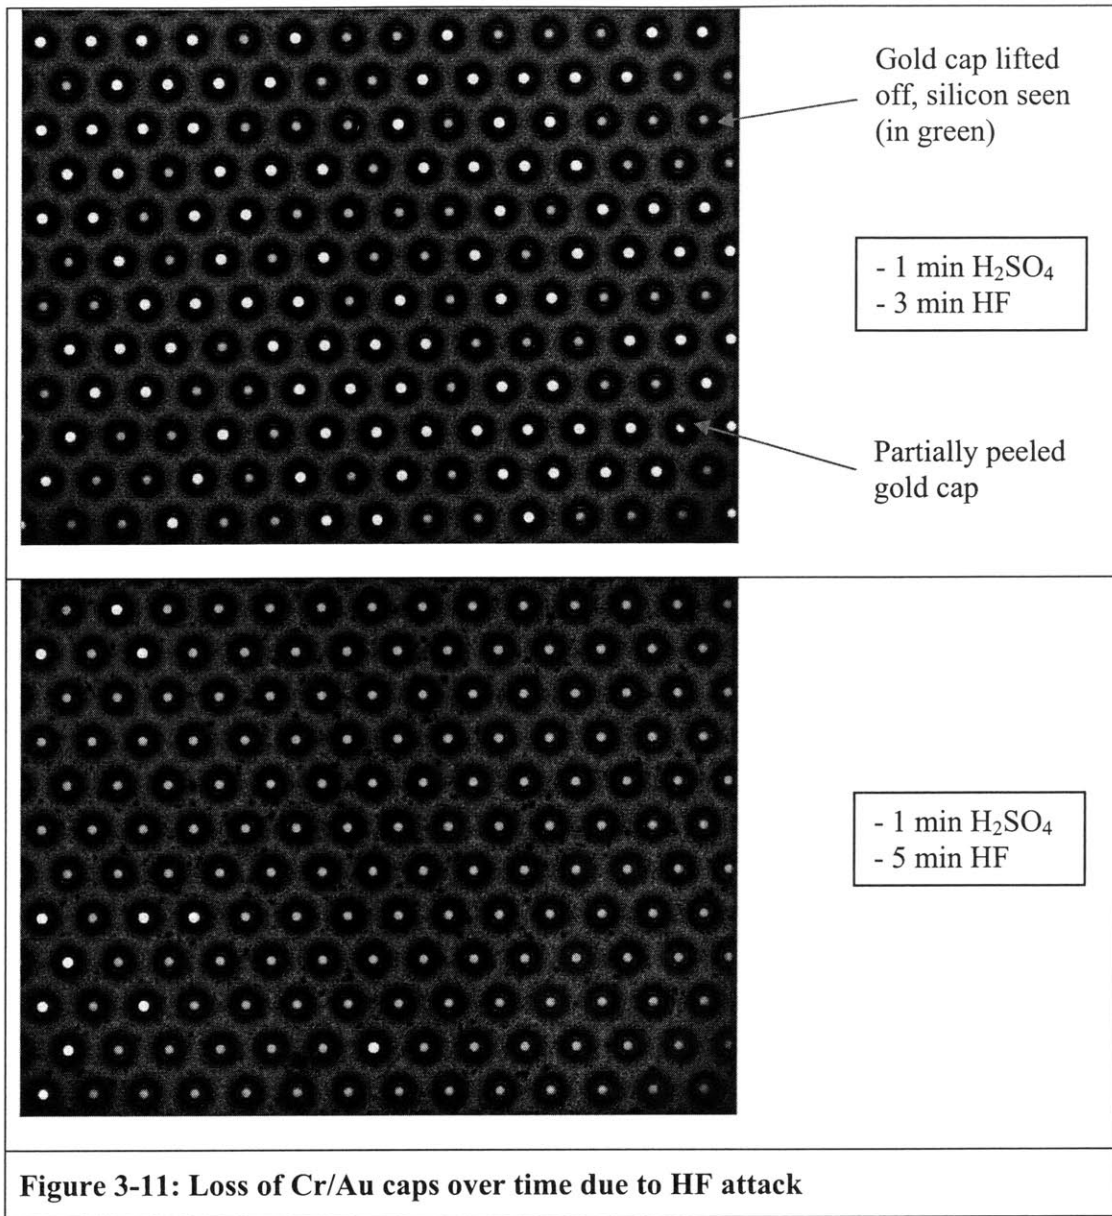 Gold cap lifted
off, silicon seen
(in green)
- 1 min H₂SO₄
- 3 min HF
Partially peeled
gold cap
- 1 min H₂SO₄
- 5 min HF
Figure 3-11: Loss of Cr/Au caps over time due to HF attack